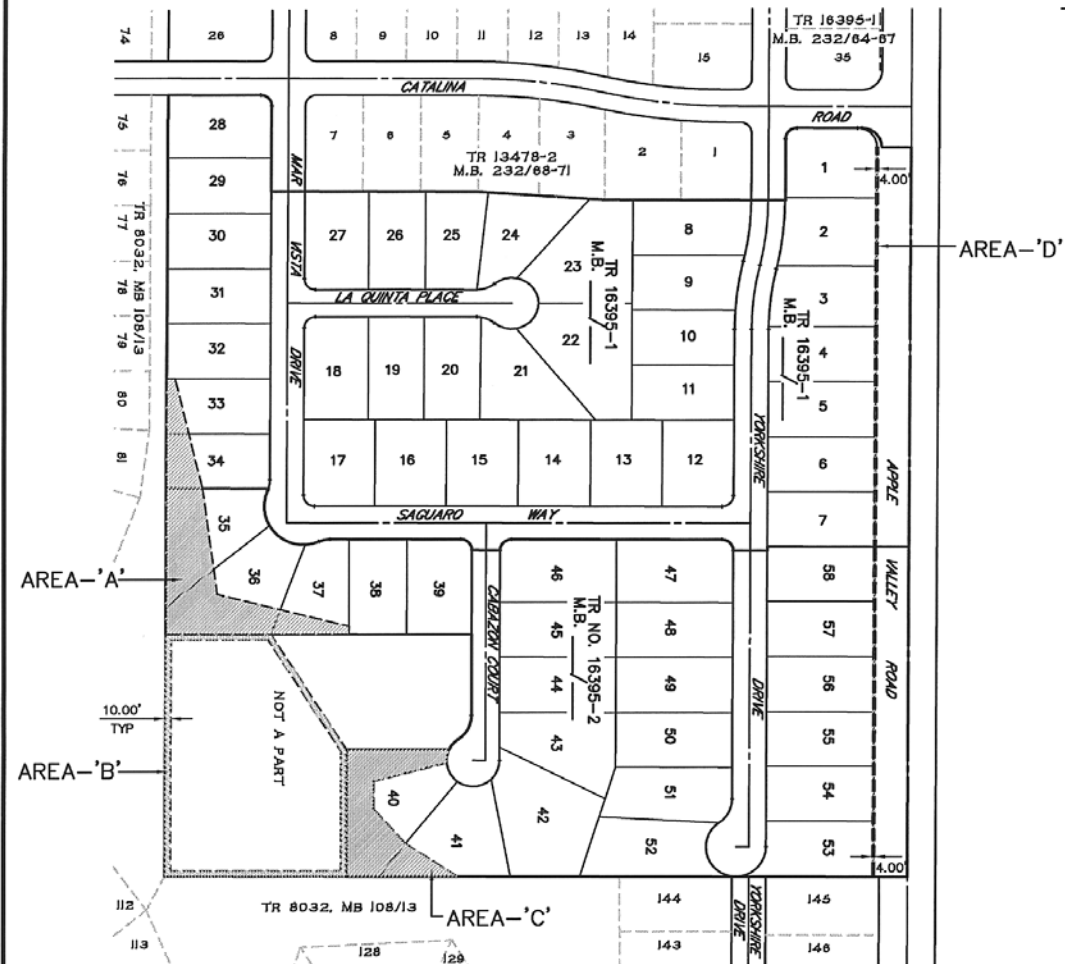 TR 16395-11
M.B. 232/64-67
74
26
8
9
10
11
12
13
14
15
35
CATALINA
ROAD
75
28
7
6
5
4
3
2
1
1
TR 13478-2
M.B. 232/68-71
4.00'
MAR
76
29
TR 8032, MB 108/13
77
30
27
26
25
24
8
2
AREA-'D'
VISTA
23
TR 16395-1
M.B.
9
78
31
LA QUINTA PLACE
3
TR 16395-1
M.B.
79
32
DRIVE
22
10
4
18
19
20
21
11
80
33
5
YORKSHIRE
81
34
17
16
15
14
13
12
6
APPLE
35
SAGUARO
WAY
7
AREA-'A'
36
37
38
39
46
47
58
VALLEY
CABAZON COURT
TR NO. 16395-2
M.B.
45
48
57
ROAD
44
49
DRIVE
56
10.00'
TYP
NOT A PART
43
50
55
AREA-'B'
40
51
54
42
41
52
53
4.00'
112
TR 8032, MB 108/13
AREA-'C'
144
YORKSHIRE
DRIVE
145
113
128
129
143
146